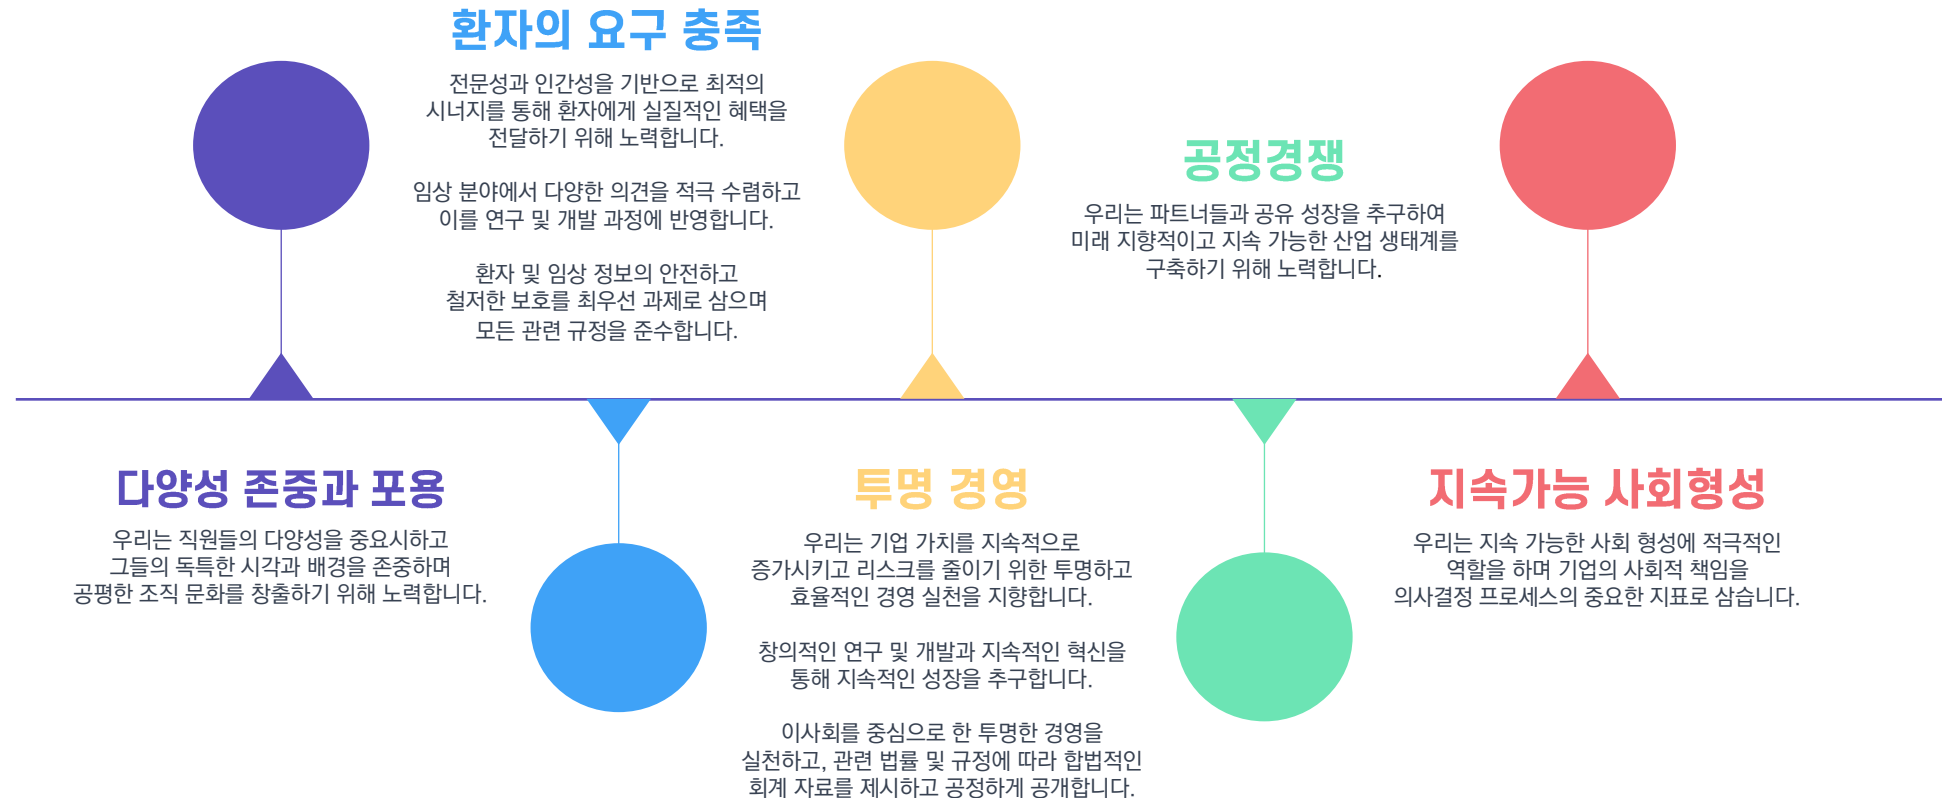 환자의 요구 충족
전문성과 인간성을 기반으로 최적의
시너지를 통해 환자에게 실질적인 혜택을
전달하기 위해 노력합니다.
임상 분야에서 다양한 의견을 적극 수렴하고
이를 연구 및 개발 과정에 반영합니다.
환자 및 임상 정보의 안전하고
철저한 보호를 최우선 과제로 삼으며
모든 관련 규정을 준수합니다.
공정경쟁
우리는 파트너들과 공유 성장을 추구하여
미래 지향적이고 지속 가능한 산업 생태계를
구축하기 위해 노력합니다.
다양성 존중과 포용
우리는 직원들의 다양성을 중요시하고
그들의 독특한 시각과 배경을 존중하며
공평한 조직 문화를 창출하기 위해 노력합니다.
투명 경영
우리는 기업 가치를 지속적으로
증가시키고 리스크를 줄이기 위한 투명하고
효율적인 경영 실천을 지향합니다.
창의적인 연구 및 개발과 지속적인 혁신을
통해 지속적인 성장을 추구합니다.
이사회를 중심으로 한 투명한 경영을
실천하고, 관련 법률 및 규정에 따라 합법적인
회계 자료를 제시하고 공정하게 공개합니다.
지속가능 사회형성
우리는 지속 가능한 사회 형성에 적극적인
역할을 하며 기업의 사회적 책임을
의사결정 프로세스의 중요한 지표로 삼습니다.